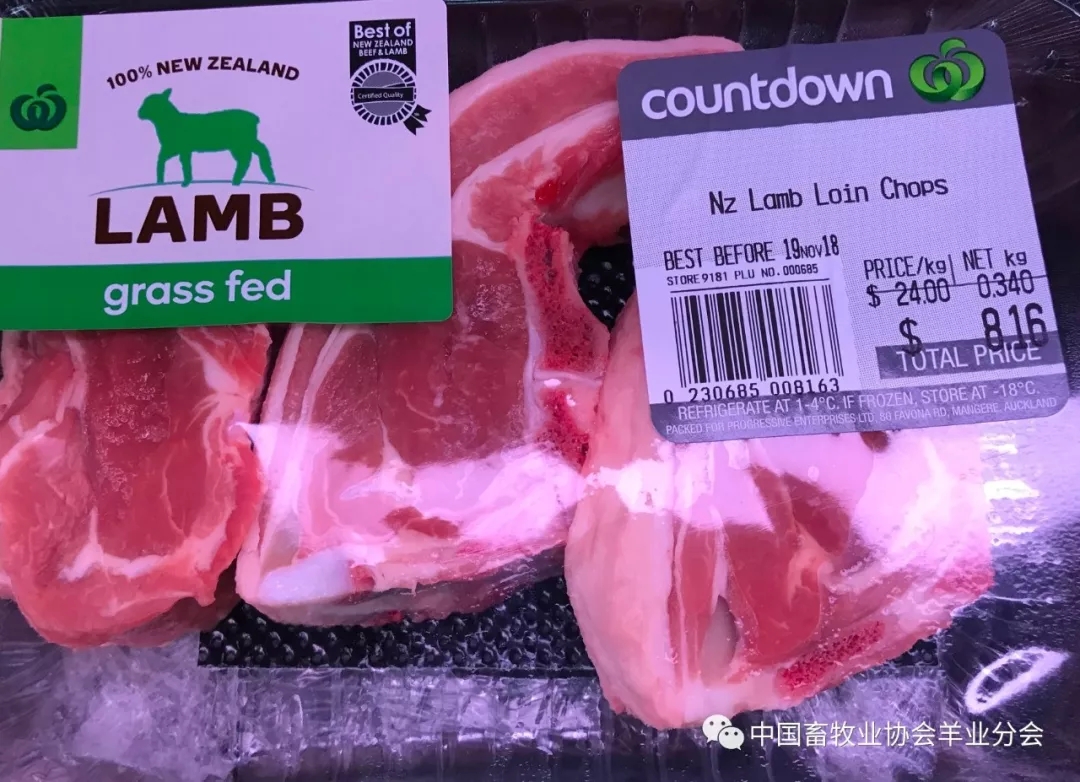 100% NEW ZEALAND
LAMB
grass fed
Best of
NEW ZEALAND
BEEF & LAMB
Certified Quality
countdown
Nz Lamb Loin Chops
BEST BEFORE 19NOV18
STORE 9181 PLU NO. 000685
PRICE/kg NET kg
$ 24.00 0.340
$ 8.16
TOTAL PRICE
0 230685 008163
REFRIGERATE AT 1-4°C. IF FROZEN, STORE AT -18°C.
PACKED FOR PROGRESSIVE ENTERPRISES LTD, 80 FAVONA RD, MANGERE, AUCKLAND
中国畜牧业协会羊业分会